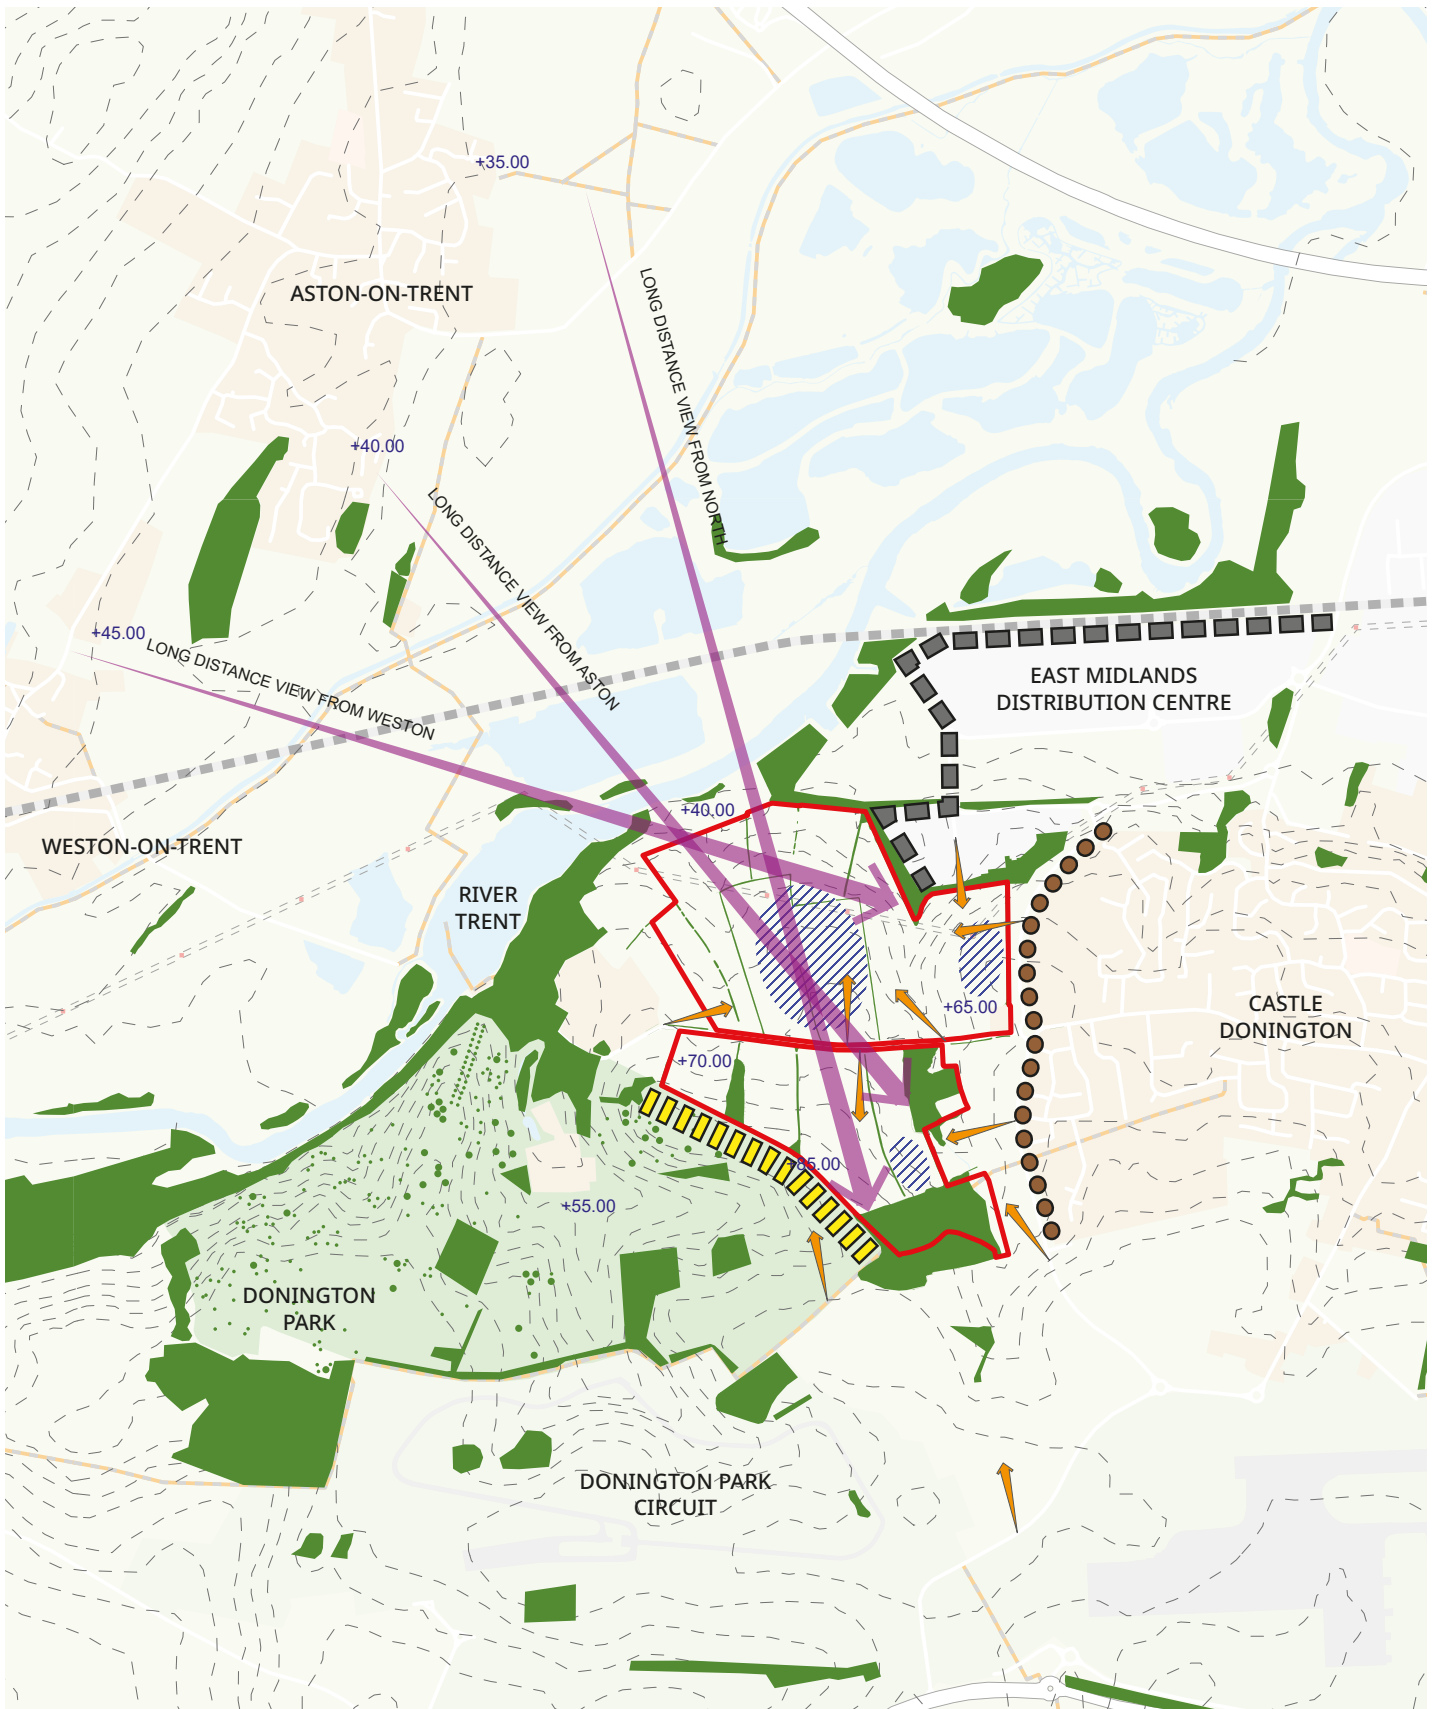 +35.00
ASTON-ON-TRENT
LONG DISTANCE VIEW FROM NORTH
+40.00
LONG DISTANCE VIEW FROM ASTON
+45.00
LONG DISTANCE VIEW FROM WESTON
EAST MIDLANDS
DISTRIBUTION CENTRE
+40.00
WESTON-ON-TRENT
RIVER
TRENT
+65.00
CASTLE
DONINGTON
+70.00
+85.00
+55.00
DONINGTON
PARK
DONINGTON PARK
CIRCUIT